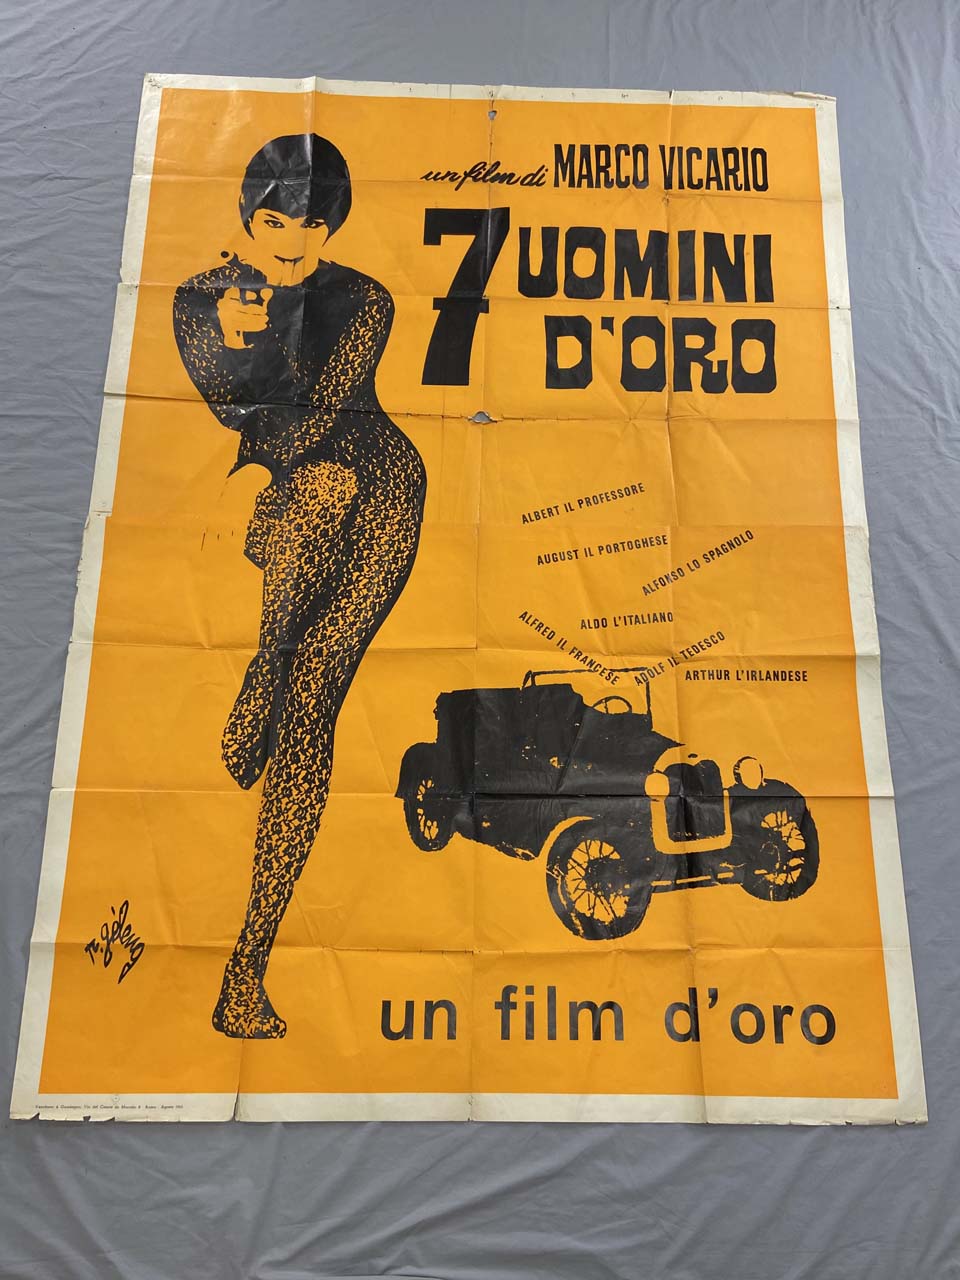 un film di MARCO VICARIO
7 UOMINI
D'ORO
ALBERT IL PROFESSORE
AUGUST IL PORTOGHESE
ALFONSO LO SPAGNOLO
ALDO L'ITALIANO
ALFRED IL FRANCESE
ADOLF IL TEDESCO
ARTHUR L'IRLANDESE
un film d'oro